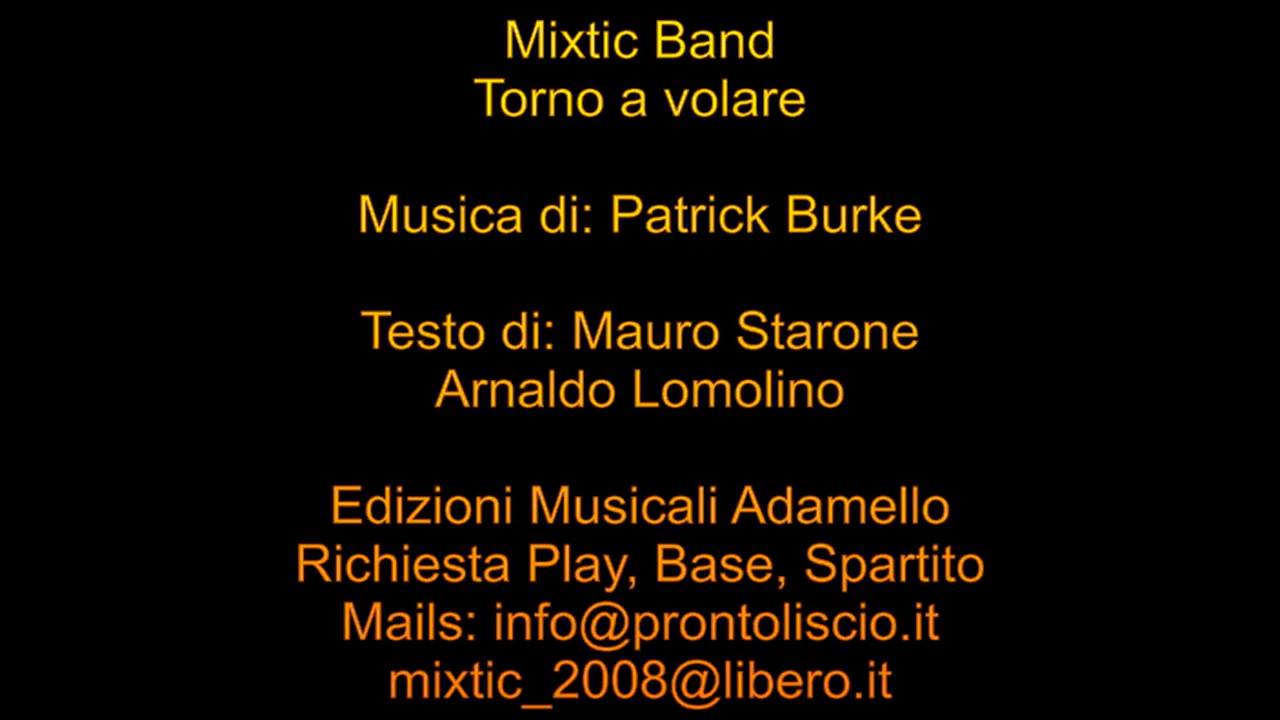 Mixtic Band
Torno a volare
Musica di: Patrick Burke
Testo di: Mauro Starone
Arnaldo Lomolino
Edizioni Musicali Adamello
Richiesta Play, Base, Spartito
Mails: info@prontoliscio.it
mixtic_2008@libero.it